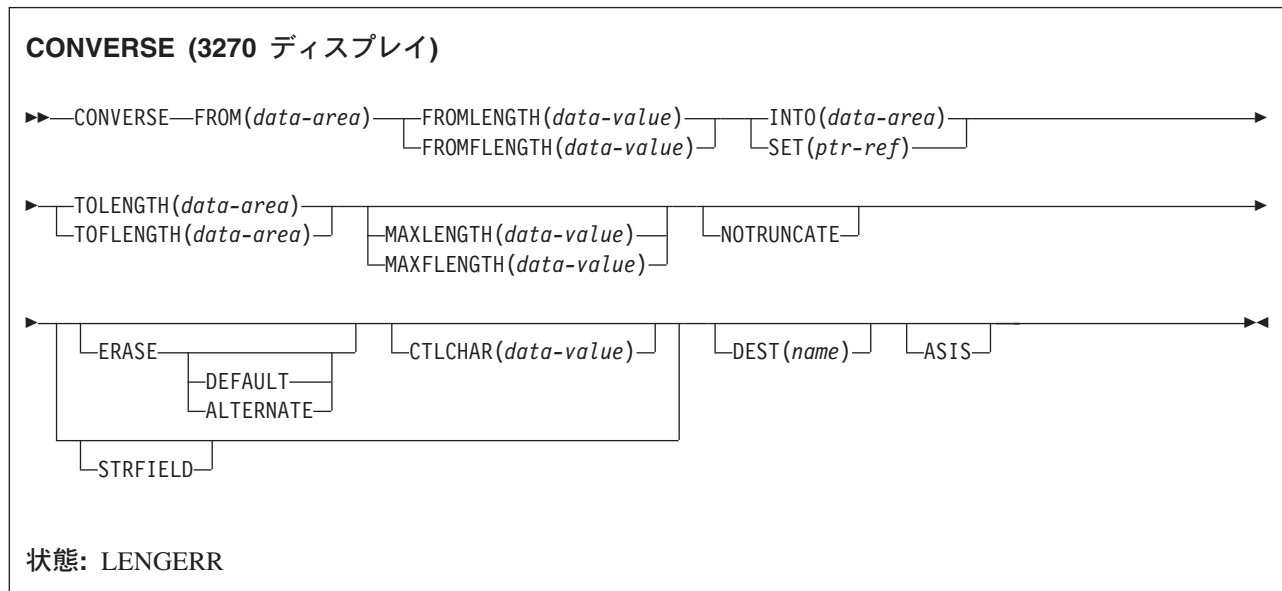 CONVERSE (3270 ディスプレイ)
CONVERSE FROM(data-area) FROMLENGTH(data-value) INTO(data-area)
FROMFLENGTH(data-value) SET(ptr-ref)
TOLENGTH(data-area)
TOFLENGTH(data-area) MAXLENGTH(data-value) NOTRUNCATE
MAXFLENGTH(data-value)
ERASE CTLCHAR(data-value) DEST(name) ASIS
DEFAULT
ALTERNATE
STRFIELD
状態: LENGERR